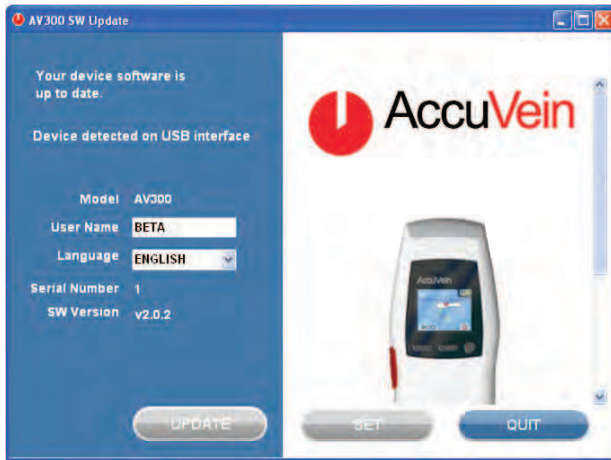 AV300 SW Update
Your device software is
up to date.
Device detected on USB interface
Model AV300
User Name BETA
Language ENGLISH
Serial Number 1
SW Version v2.0.2
UPDATE
AccuVein
AccuVein
SET
QUIT